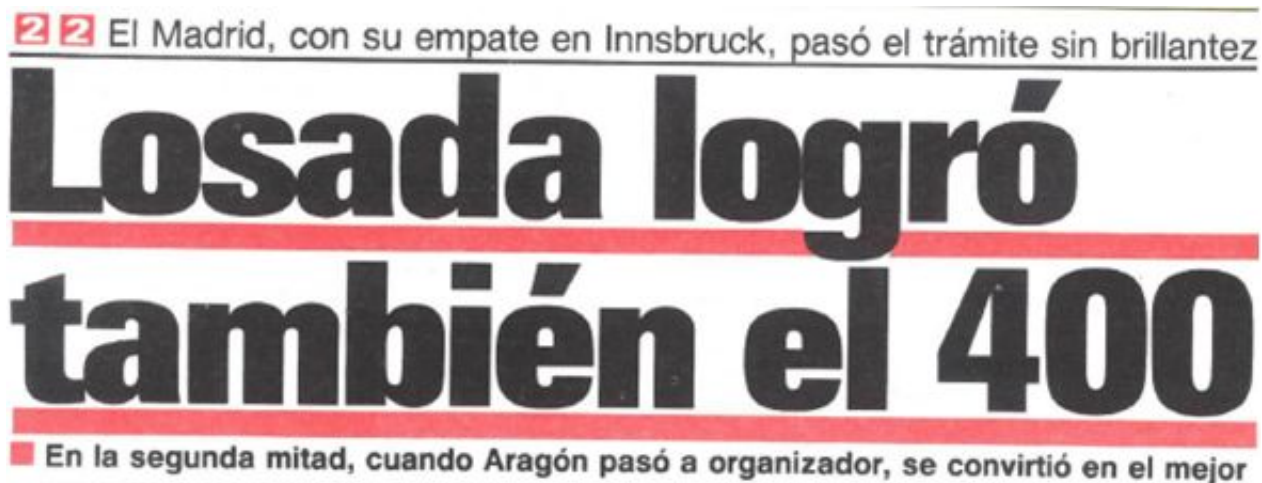 2 2 El Madrid, con su empate en Innsbruck, pasó el trámite sin brillantez
Losada logró
también el 400
En la segunda mitad, cuando Aragón pasó a organizador, se convirtió en el mejor